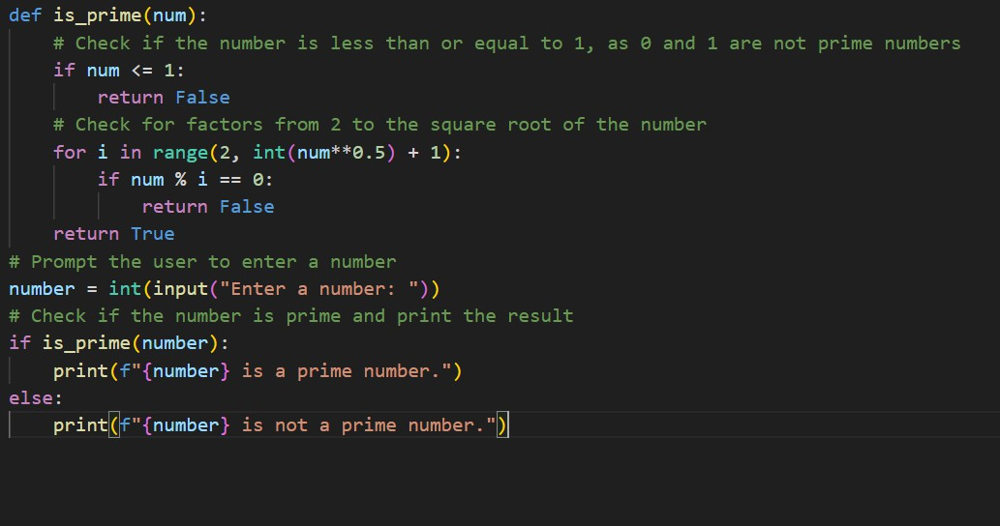 def is_prime(num):
    # Check if the number is less than or equal to 1, as 0 and 1 are not prime numbers
    if num <= 1:
        return False
    # Check for factors from 2 to the square root of the number
    for i in range(2, int(num**0.5) + 1):
        if num % i == 0:
            return False
    return True
# Prompt the user to enter a number
number = int(input("Enter a number: "))
# Check if the number is prime and print the result
if is_prime(number):
    print(f"{number} is a prime number.")
else:
    print(f"{number} is not a prime number.")